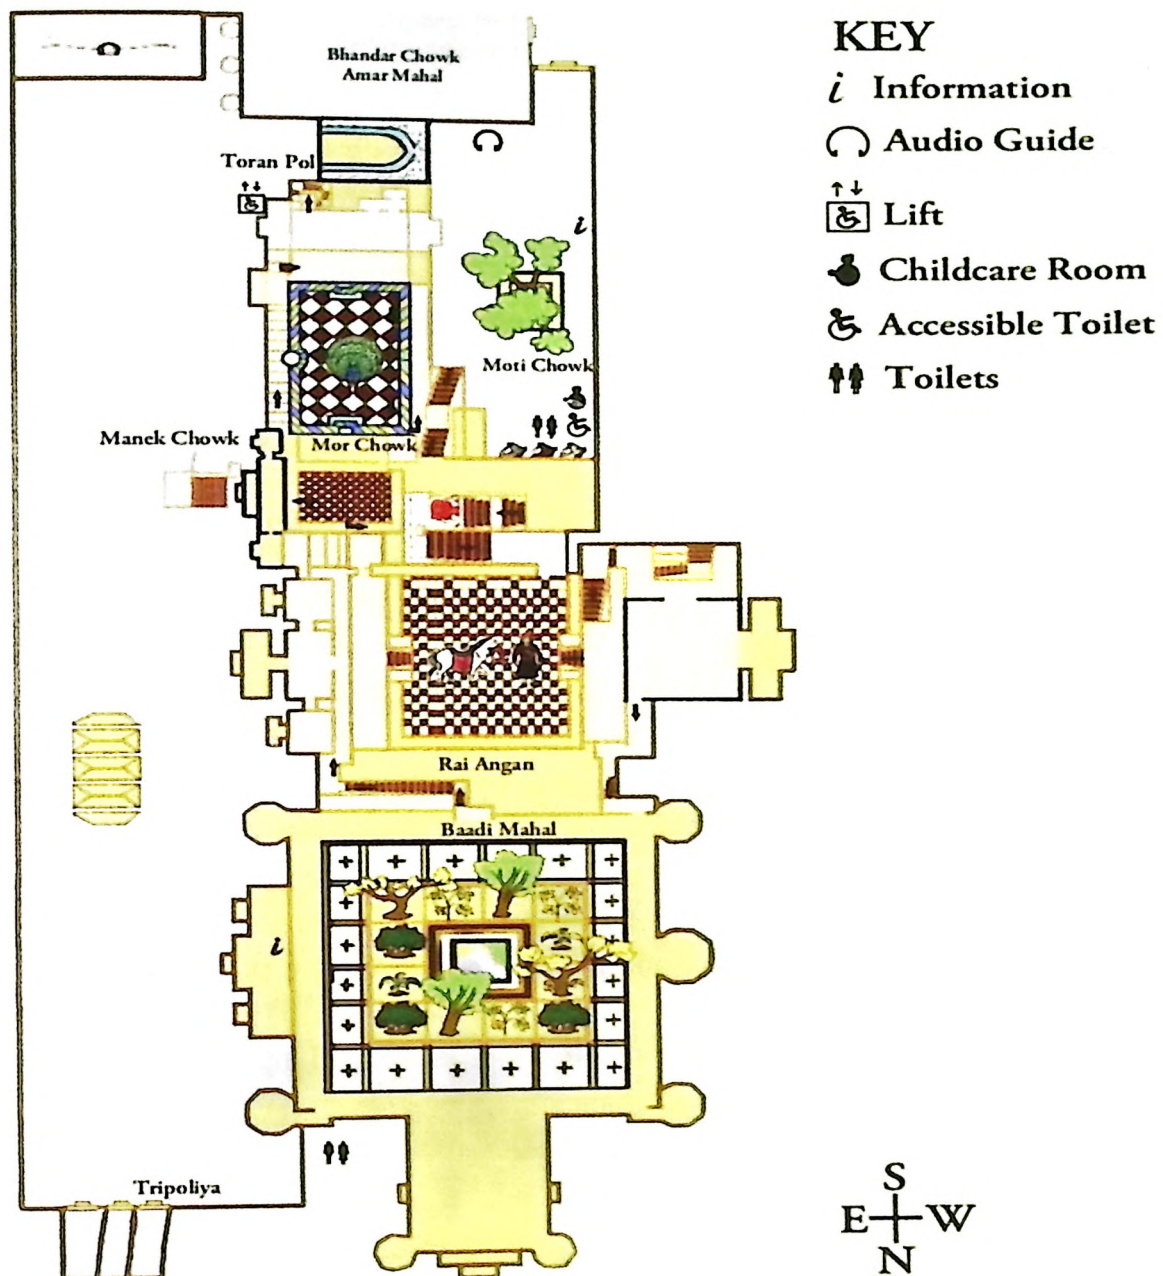 Bhandar Chowk
Amar Mahal
Toran Pol
i
Moti Chowk
Manek Chowk
Mor Chowk
Rai Angan
Baadi Mahal
i
Tripoliya
KEY
i Information
Audio Guide
Lift
Childcare Room
Accessible Toilet
Toilets
S
E W
N